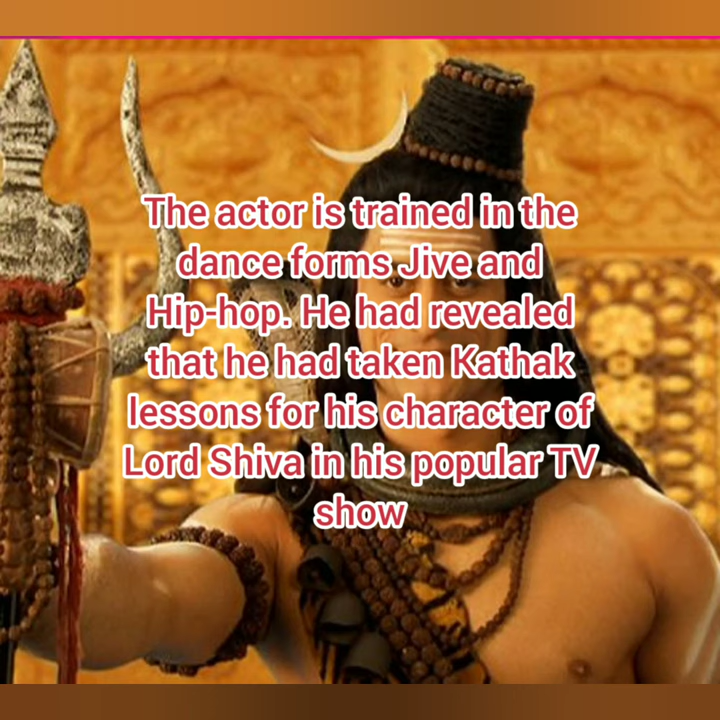 The actor is trained in the
dance forms Jive and
Hip-hop. He had revealed
that he had taken Kathak
lessons for his character of
Lord Shiva in his popular TV
show